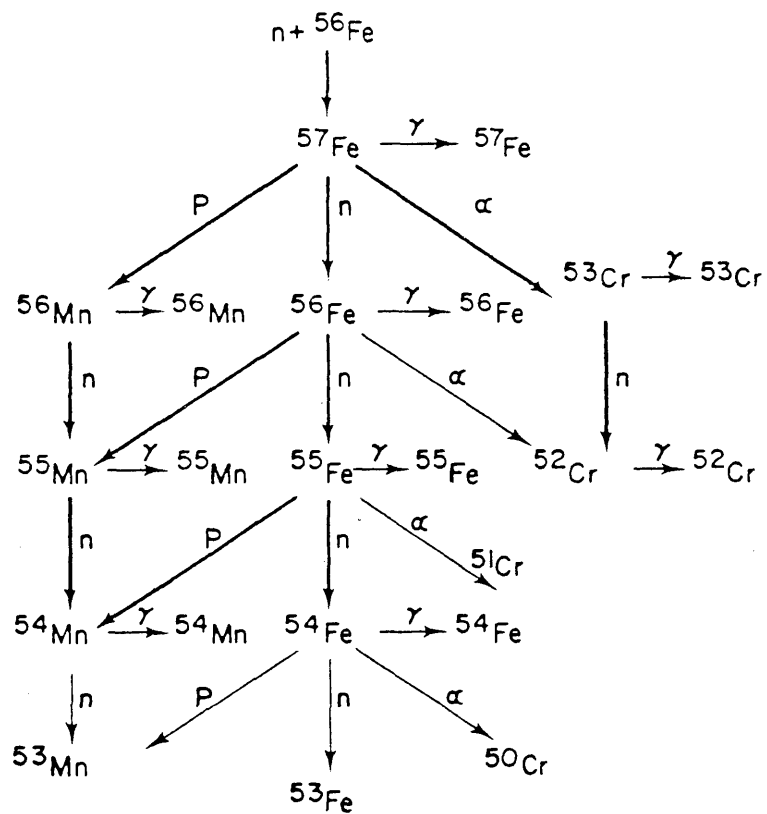 n+ ⁵⁶Fe
⁵⁷Fe γ ⁵⁷Fe
P n α
⁵³Cr γ ⁵³Cr
⁵⁶Mn γ ⁵⁶Mn ⁵⁶Fe γ ⁵⁶Fe
n P n α n
⁵⁵Mn γ ⁵⁵Mn ⁵⁵Fe γ ⁵⁵Fe ⁵²Cr γ ⁵²Cr
n P n α
⁵¹Cr
⁵⁴Mn γ ⁵⁴Mn ⁵⁴Fe γ ⁵⁴Fe
n P n α
⁵³Mn ⁵⁰Cr
⁵³Fe